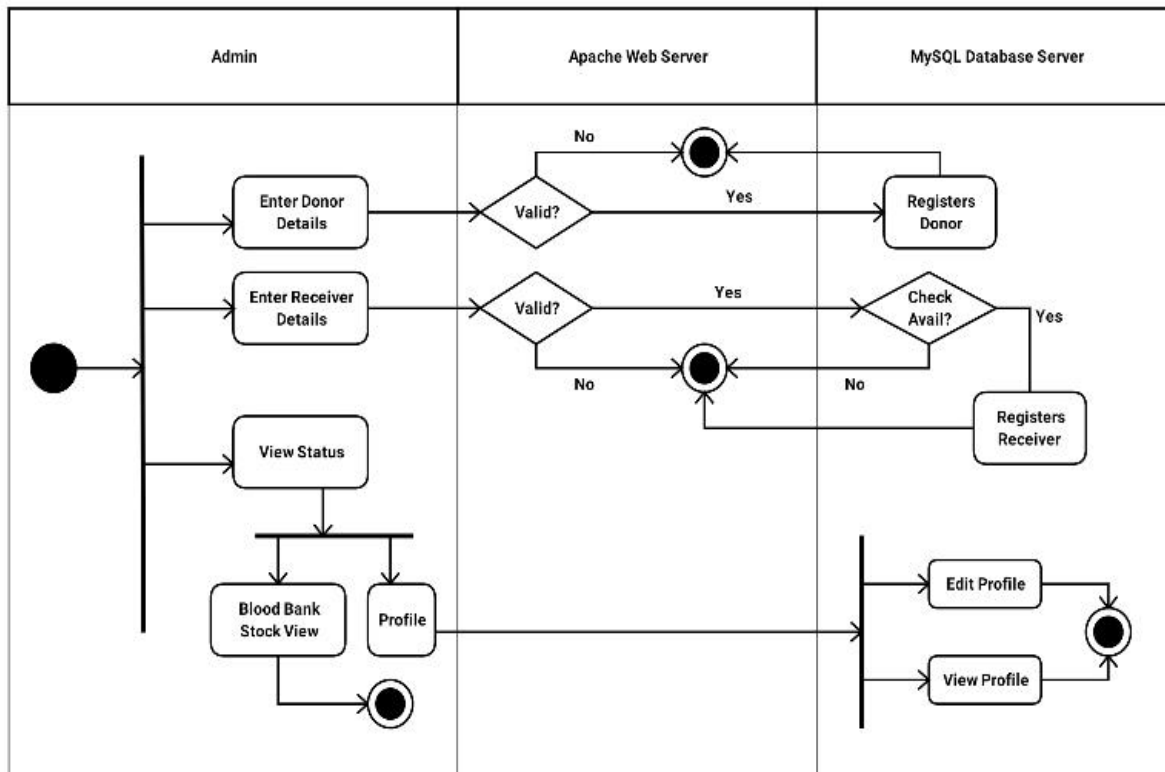 Admin
Apache Web Server
MySQL Database Server
No
Enter Donor
Details
Valid?
Yes
Registers
Donor
Enter Receiver
Details
Valid?
Yes
Check
Avail?
Yes
No
No
Registers
Receiver
View Status
Blood Bank
Stock View
Profile
Edit Profile
View Profile